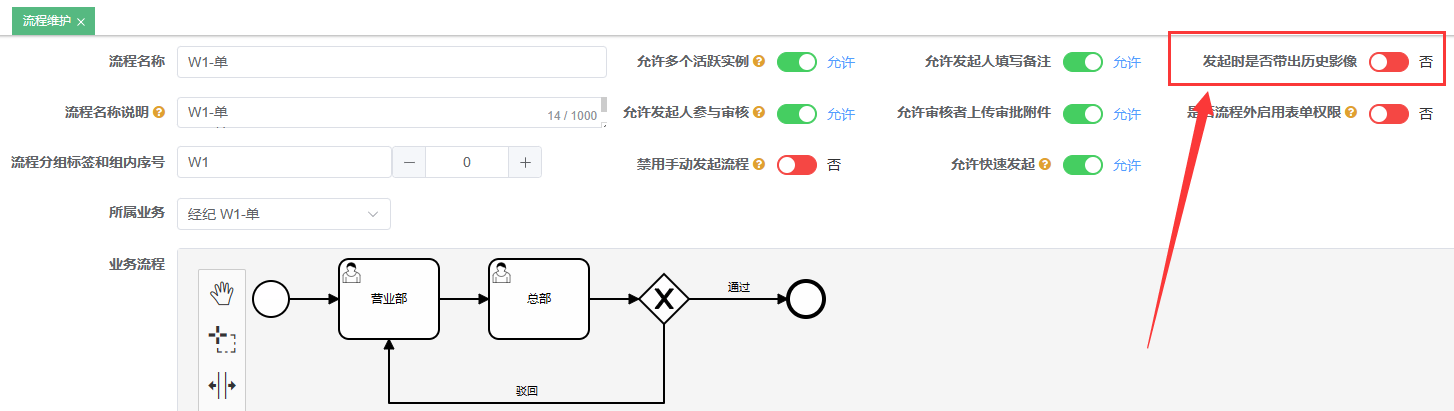 流程维护 ×
流程名称 W1-单 允许多个活跃实例 ? 允许 允许发起人填写备注 允许 发起时是否带出历史影像 否
流程名称说明 ? W1-单 14 / 1000 允许发起人参与审核 ? 允许 允许审核者上传审批附件 允许 是否流程外启用表单权限 ? 否
流程分组标签和组内序号 W1 — 0 + 禁用手动发起流程 ? 否 允许快速发起 ? 允许
所属业务 经纪 W1-单
业务流程
营业部 总部 X 通过
驳回